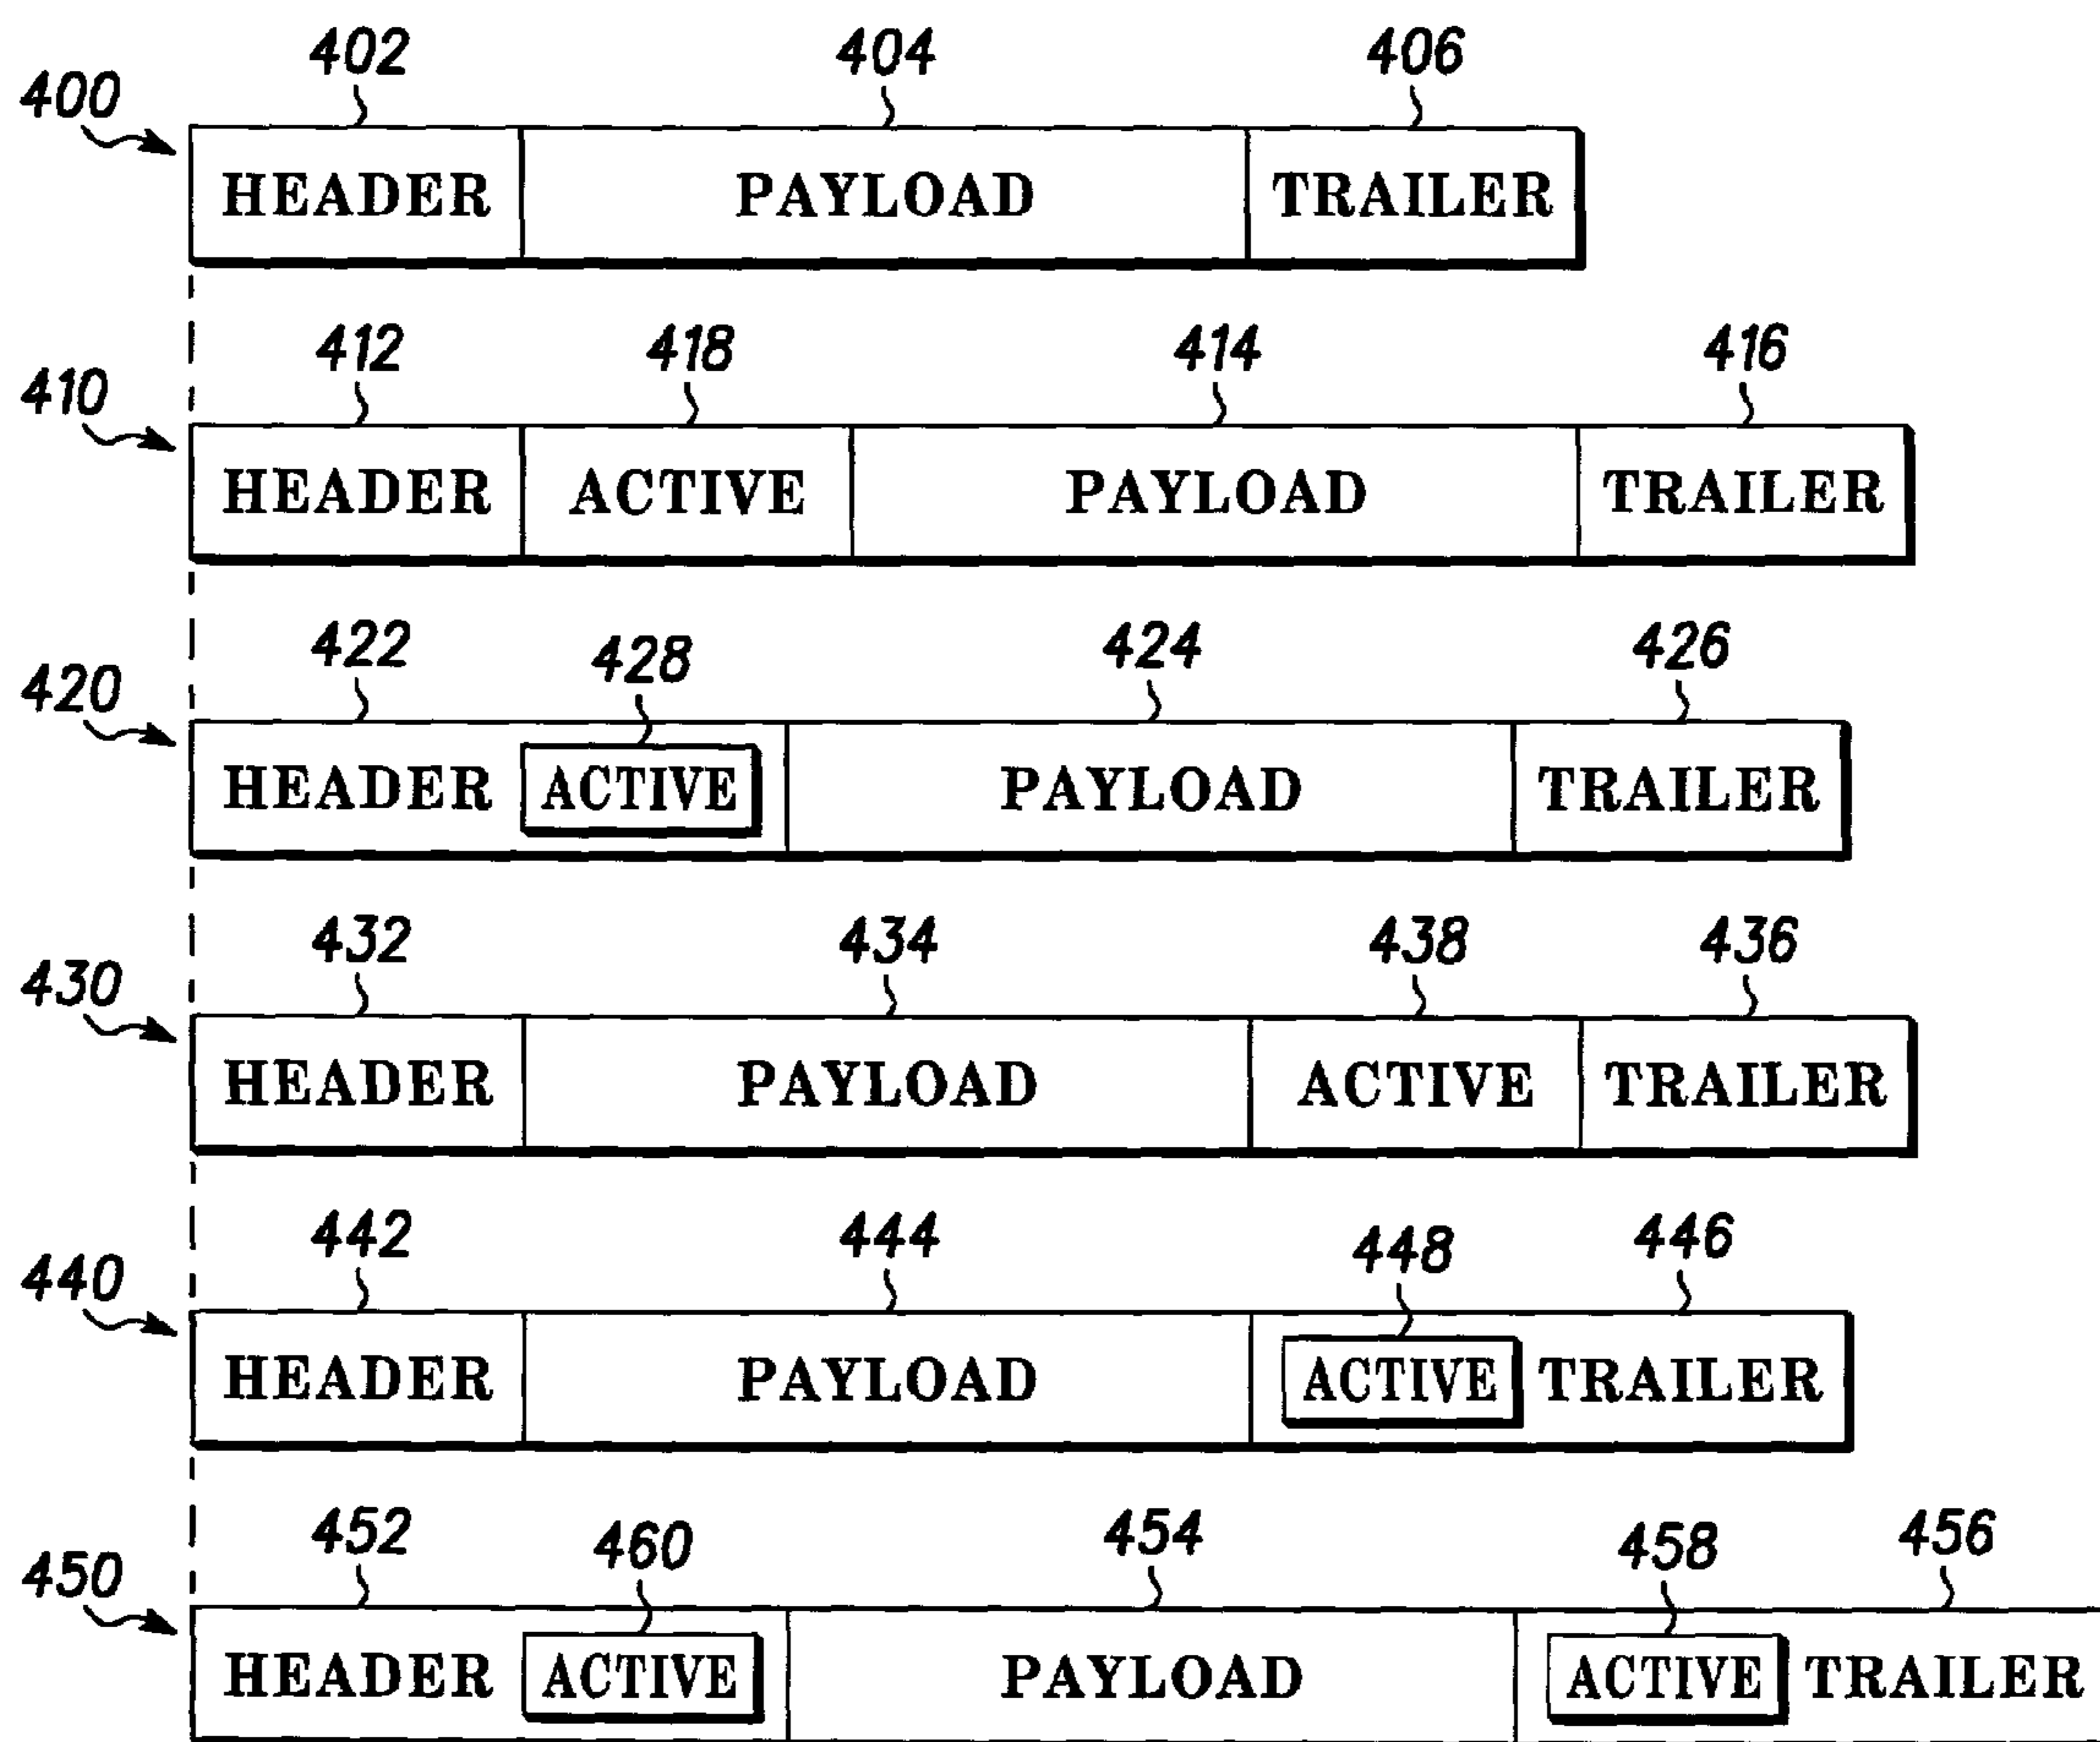 402 404 406
400
HEADER PAYLOAD TRAILER
412 418 414 416
410
HEADER ACTIVE PAYLOAD TRAILER
422 428 424 426
420
HEADER ACTIVE PAYLOAD TRAILER
432 434 438 436
430
HEADER PAYLOAD ACTIVE TRAILER
442 444 448 446
440
HEADER PAYLOAD ACTIVE TRAILER
452 460 454 458 456
450
HEADER ACTIVE PAYLOAD ACTIVE TRAILER